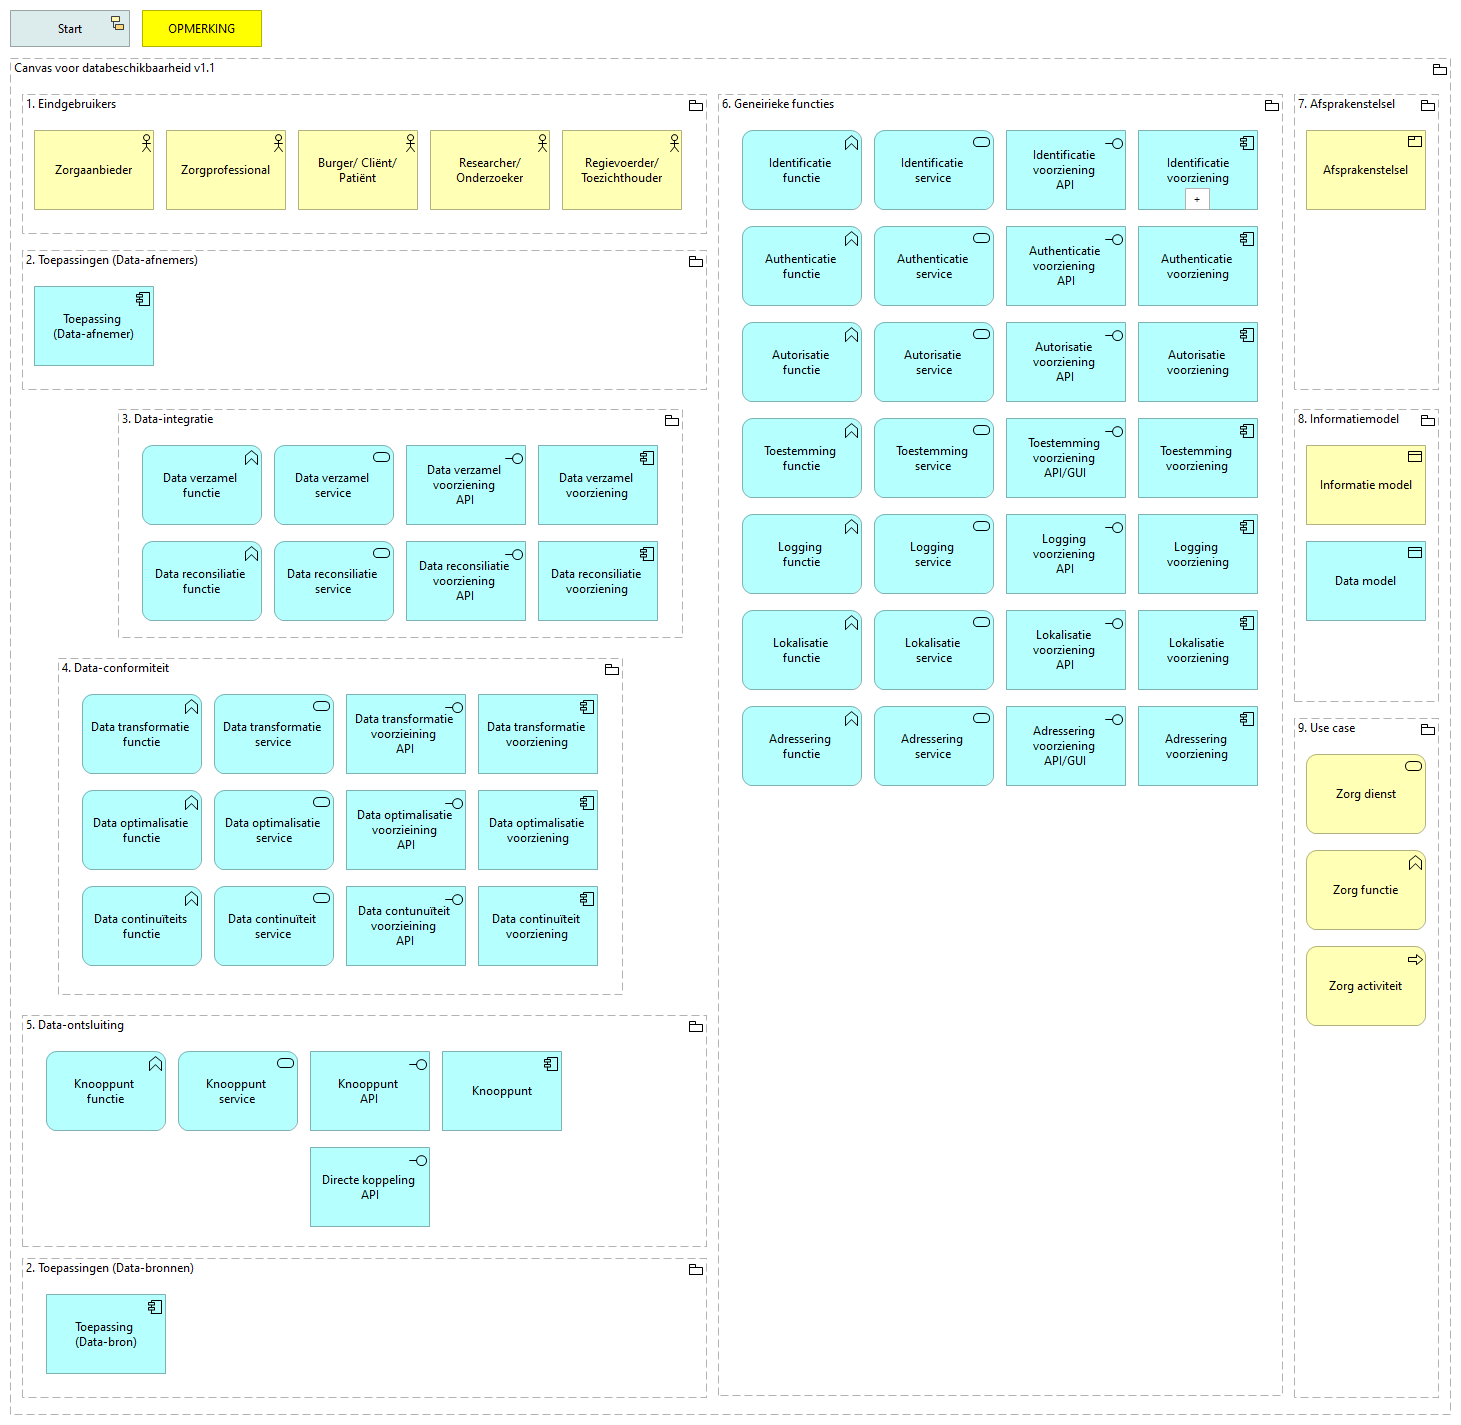 Start
OPMERKING
Canvas voor databeschikbaarheid v1.1
1. Eindgebruikers
Zorgaanbieder
Zorgprofessional
Burger/ Cliënt/
Patiënt
Researcher/
Onderzoeker
Regievoerder/
Toezichthouder
2. Toepassingen (Data-afnemers)
Toepassing
(Data-afnemer)
3. Data-integratie
Data verzamel
functie
Data verzamel
service
Data verzamel
voorziening
API
Data verzamel
voorziening
Data reconsiliatie
functie
Data reconsiliatie
service
Data reconsiliatie
voorziening
API
Data reconsiliatie
voorziening
4. Data-conformiteit
Data transformatie
functie
Data transformatie
service
Data transformatie
voorzieining
API
Data transformatie
voorziening
Data optimalisatie
functie
Data optimalisatie
service
Data optimalisatie
voorzieining
API
Data optimalisatie
voorziening
Data continuïteits
functie
Data continuïteit
service
Data contunuïteit
voorzieining
API
Data continuïteit
voorziening
5. Data-ontsluiting
Knooppunt
functie
Knooppunt
service
Knooppunt
API
Knooppunt
Directe koppeling
API
2. Toepassingen (Data-bronnen)
Toepassing
(Data-bron)
6. Geneirieke functies
Identificatie
functie
Identificatie
service
Identificatie
voorziening
API
Identificatie
voorziening
+
Authenticatie
functie
Authenticatie
service
Authenticatie
voorziening
API
Authenticatie
voorziening
Autorisatie
functie
Autorisatie
service
Autorisatie
voorziening
API
Autorisatie
voorziening
Toestemming
functie
Toestemming
service
Toestemming
voorziening
API/GUI
Toestemming
voorziening
Logging
functie
Logging
service
Logging
voorziening
API
Logging
voorziening
Lokalisatie
functie
Lokalisatie
service
Lokalisatie
voorziening
API
Lokalisatie
voorziening
Adressering
functie
Adressering
service
Adressering
voorziening
API/GUI
Adressering
voorziening
7. Afsprakenstelsel
Afsprakenstelsel
8. Informatiemodel
Informatie model
Data model
9. Use case
Zorg dienst
Zorg functie
Zorg activiteit